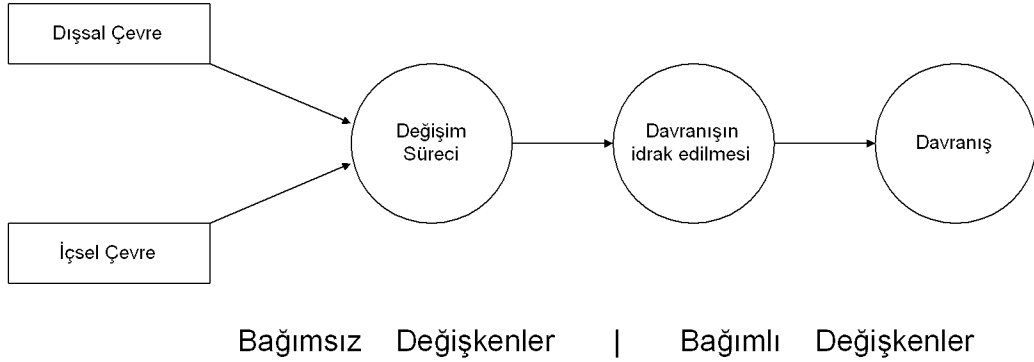 Dışsal Çevre
Değişim
Süreci
Davranışın
idrak edilmesi
Davranış
İçsel Çevre
Bağımsız Değişkenler | Bağımlı Değişkenler